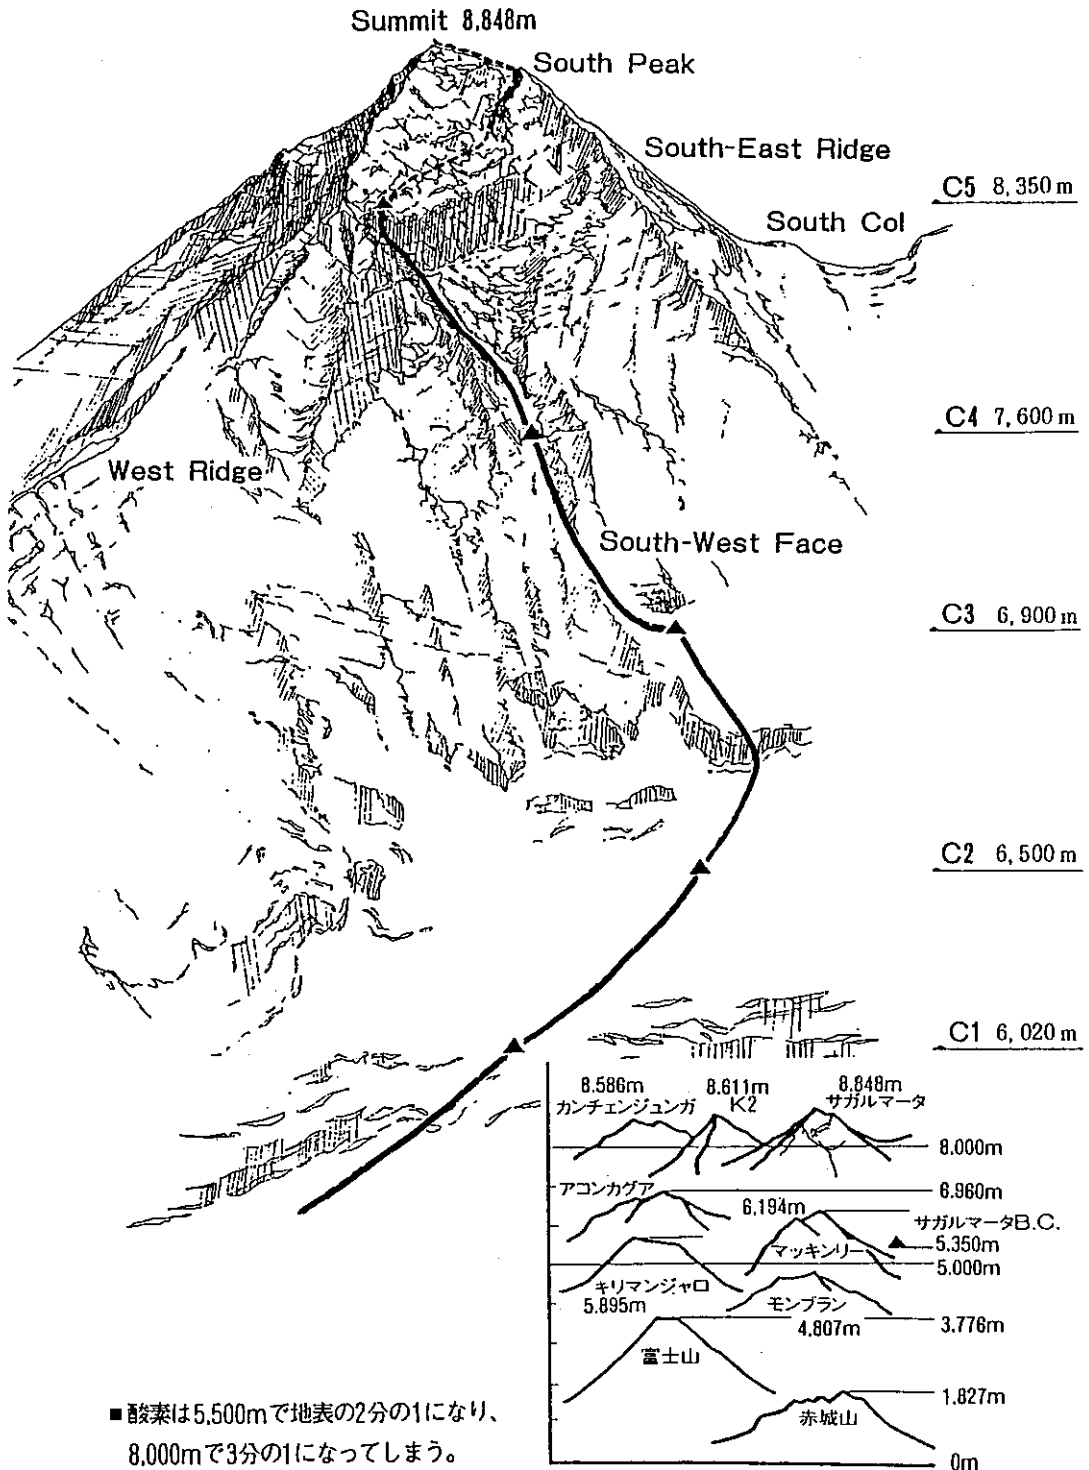 Summit 8,848m
South Peak
South-East Ridge
C5 8,350m
South Col
C4 7,600m
West Ridge
South-West Face
C3 6,900m
C2 6,500m
C1 6,020m
8.586m
カンチェンジュンガ
8.611m
K2
8.848m
サガルマータ
8.000m
アコンカグア
6.960m
6.194m
マッキンリー
サガルマータB.C.
5.350m
5.000m
キリマンジャロ
5.895m
モンブラン
4.807m
3.776m
富士山
1.827m
赤城山
0m
■酸素は5,500mで地表の2分の1になり、
8,000mで3分の1になってしまう。